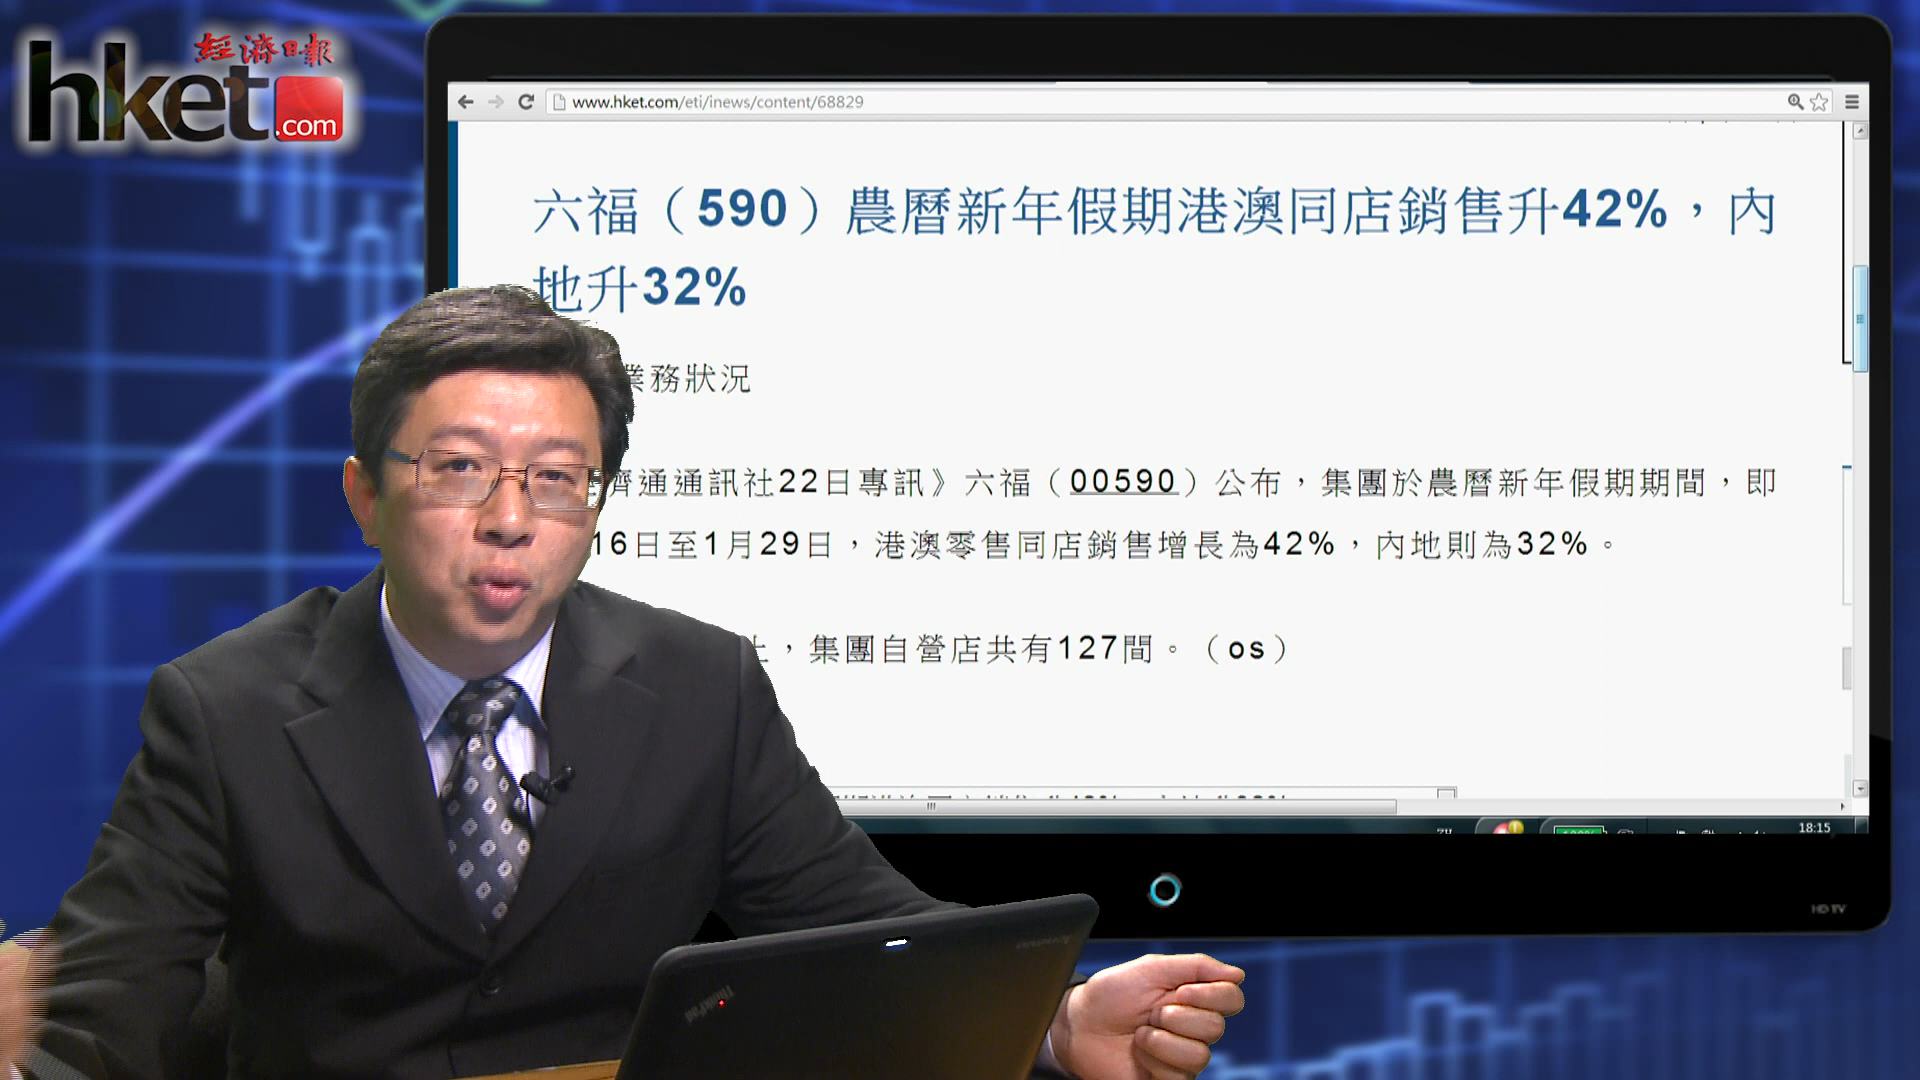 經濟日報
hket.com
www.hket.com/eti/inews/content/68829
六福（590）農曆新年假期港澳同店銷售升42%，內
地升32%
業務狀況
濟通通訊社22日專訊》六福（00590）公布，集團於農曆新年假期期間，即
16日至1月29日，港澳零售同店銷售增長為42%，內地則為32%。
上，集團自營店共有127間。（os）
18:15
HDTV
ThinkPad